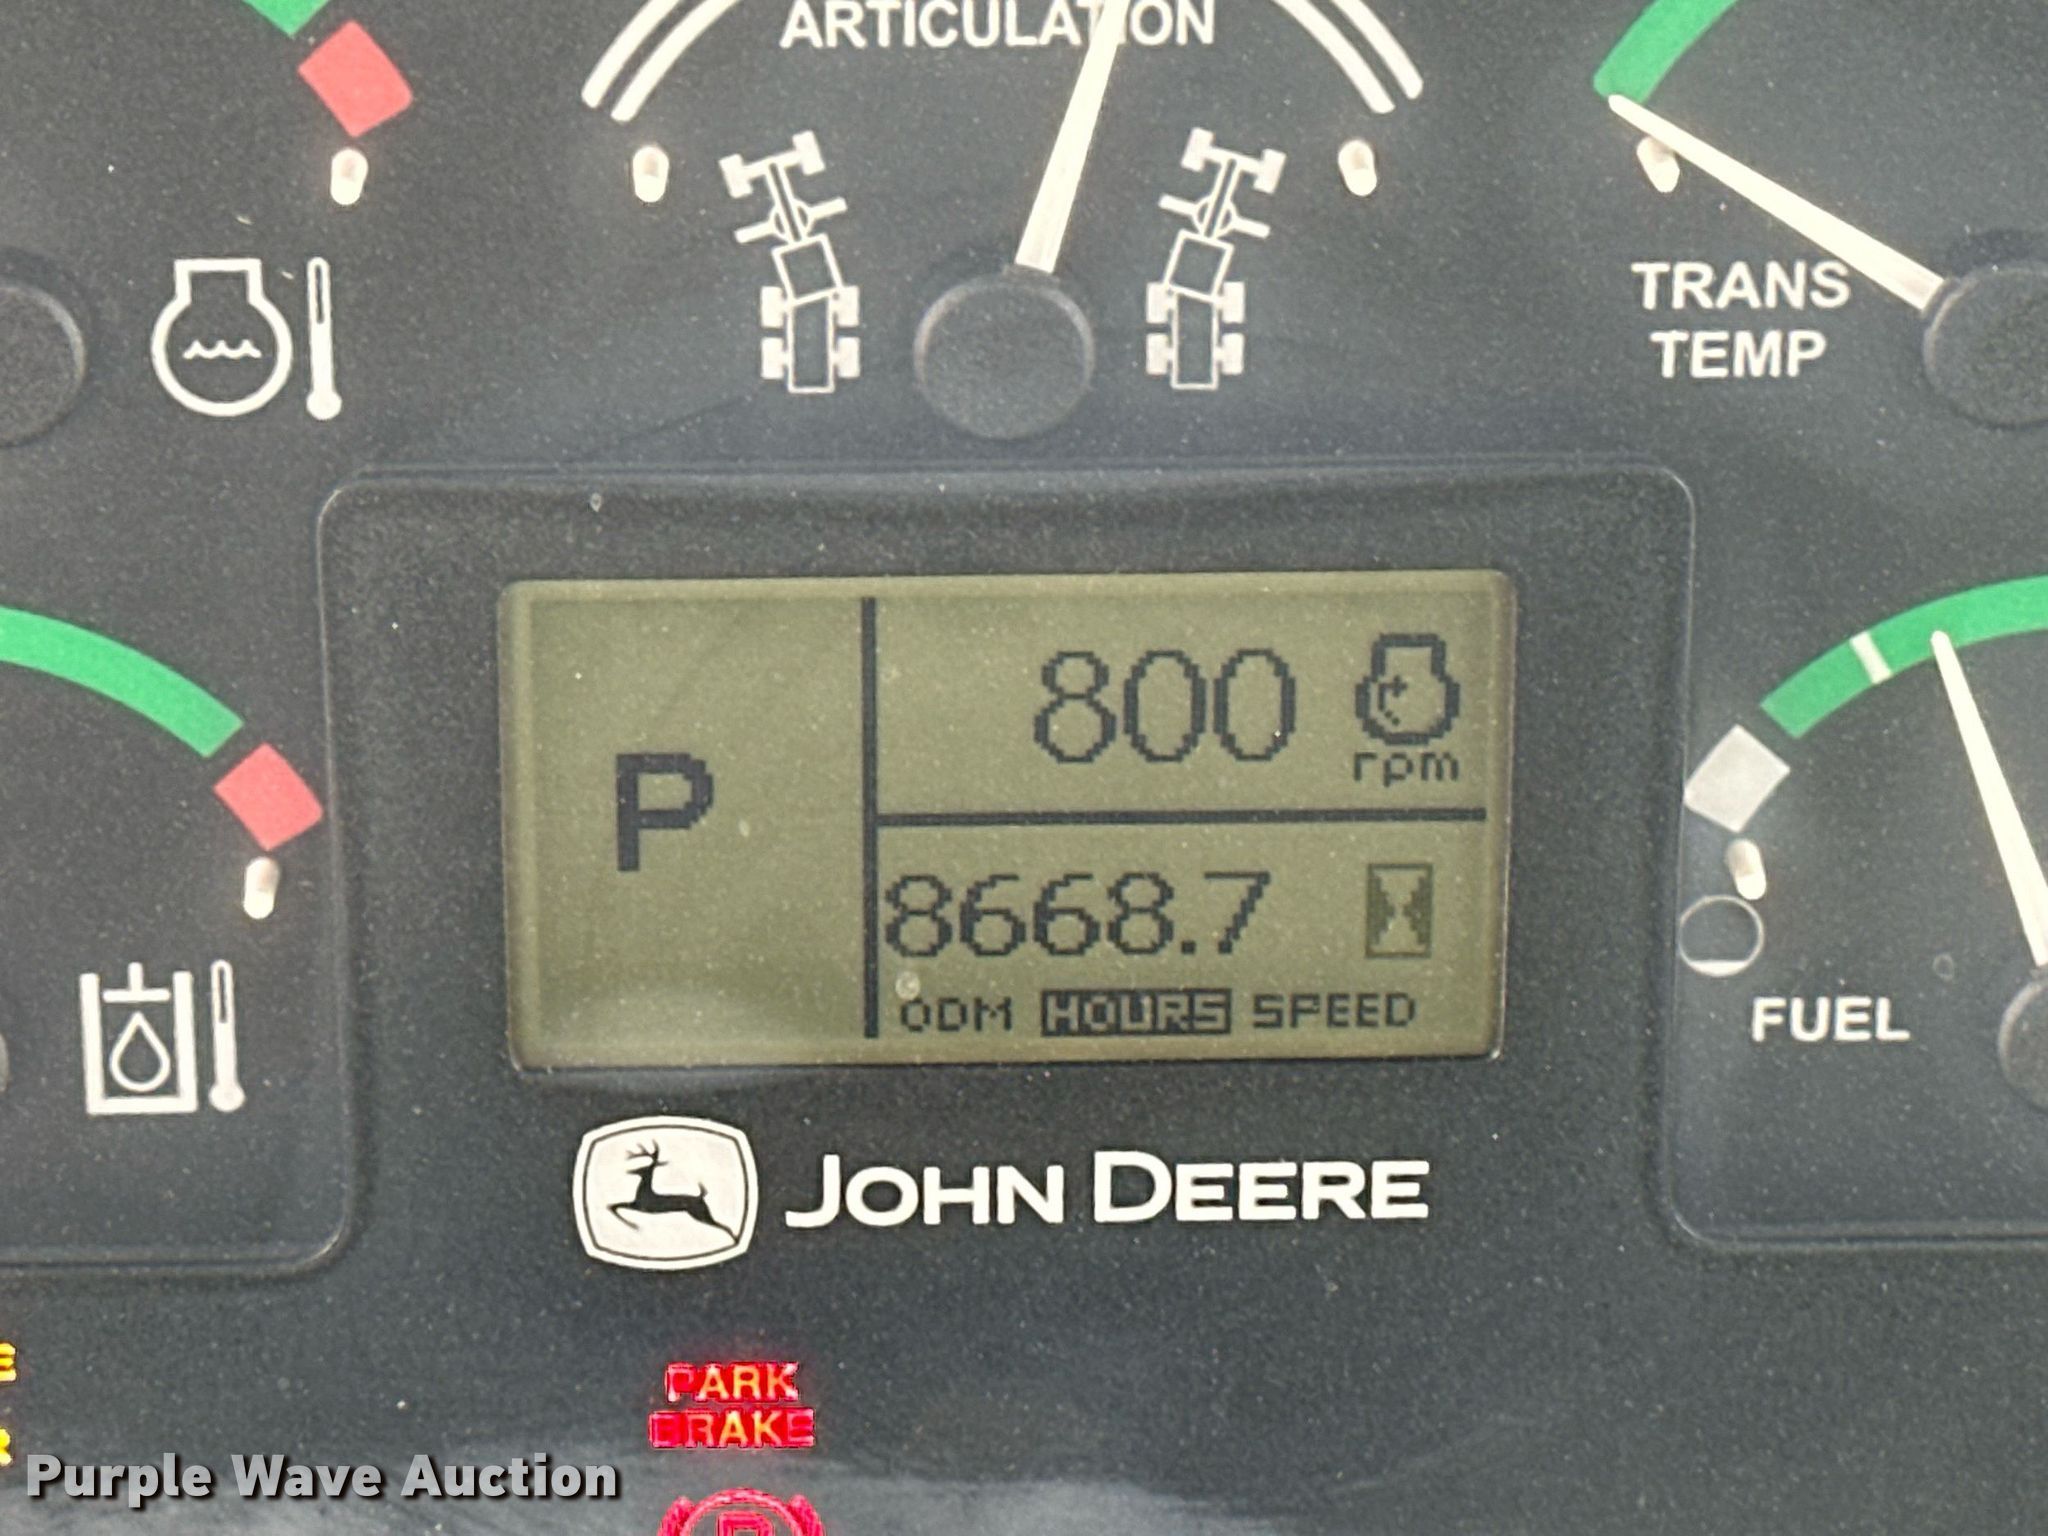 ARTICULATION
TRANS
TEMP
800
rpm
P
8668.7
ODM HOURS SPEED
FUEL
JOHN DEERE
E
PARK
BRAKE
R
Purple Wave Auction
P